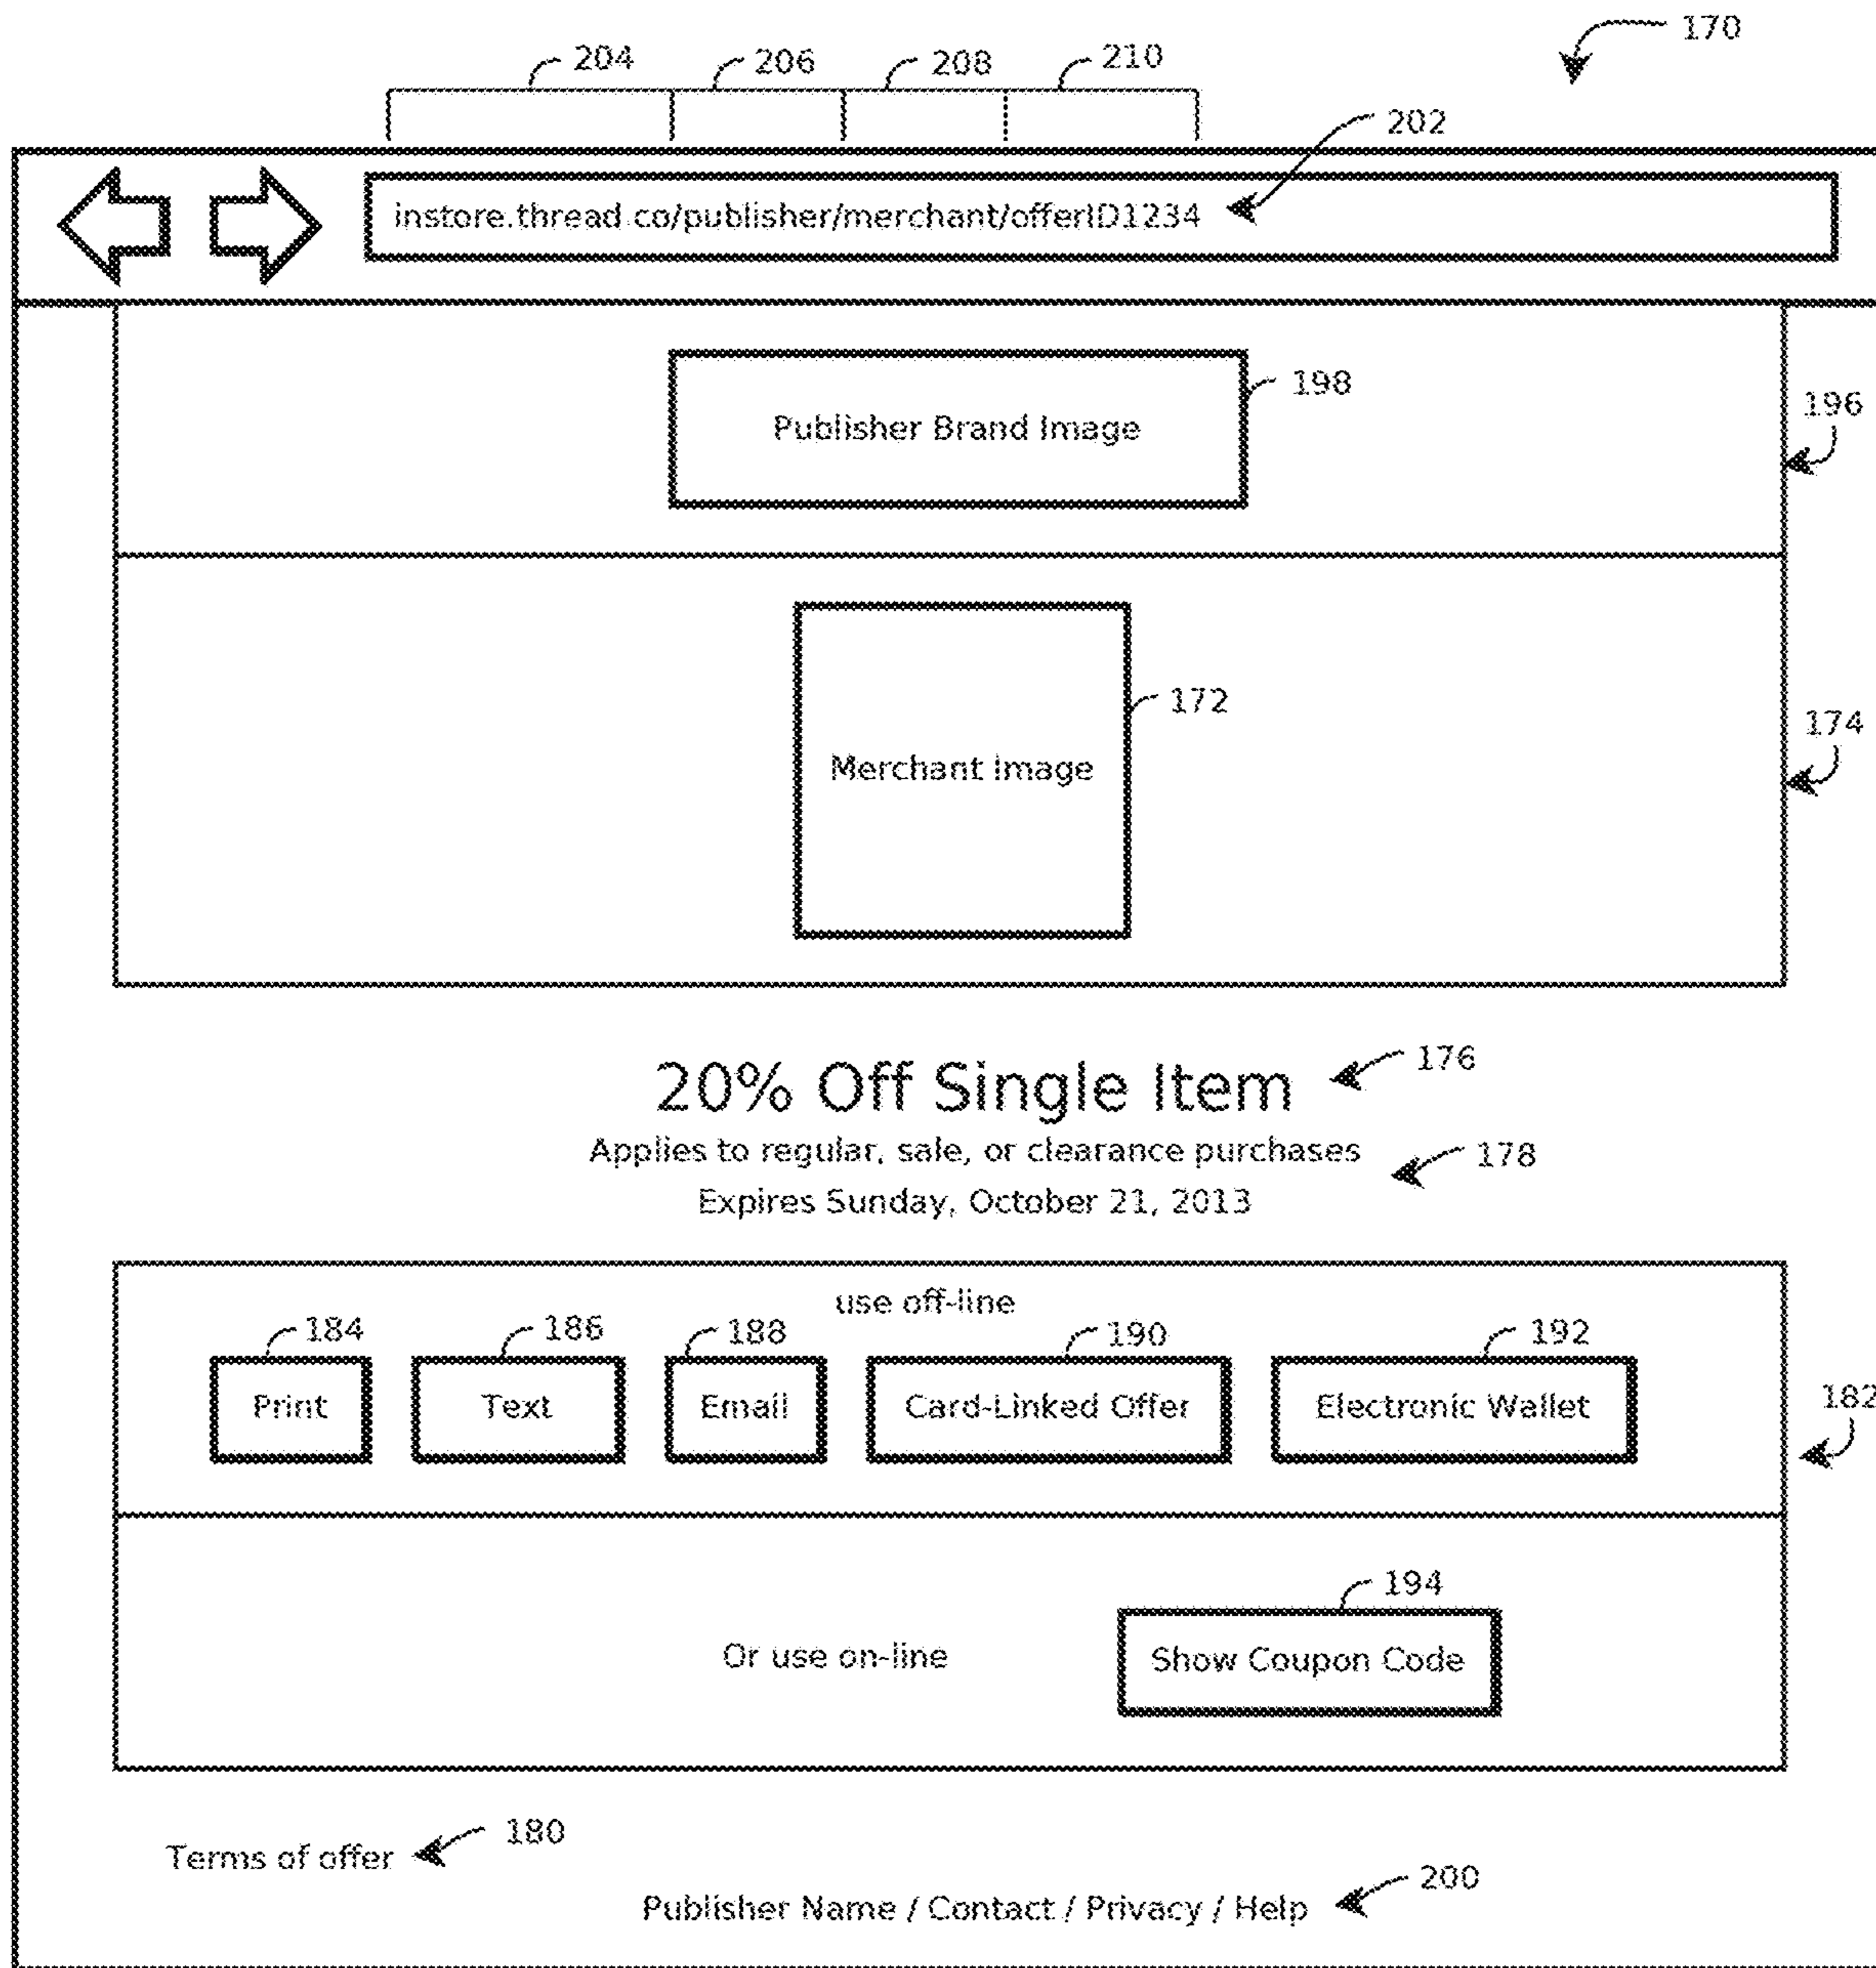 170
204 206 208 210
202
instore.thread.co/publisher/merchant/offerID1234
198
196
Publisher Brand Image
172
174
Merchant Image
20% Off Single Item 176
Applies to regular, sale, or clearance purchases
178
Expires Sunday, October 21, 2013
use off-line
184 186 188 190 192
Print Text Email Card-Linked Offer Electronic Wallet
182
194
Or use on-line Show Coupon Code
180
Terms of offer
200
Publisher Name / Contact / Privacy / Help